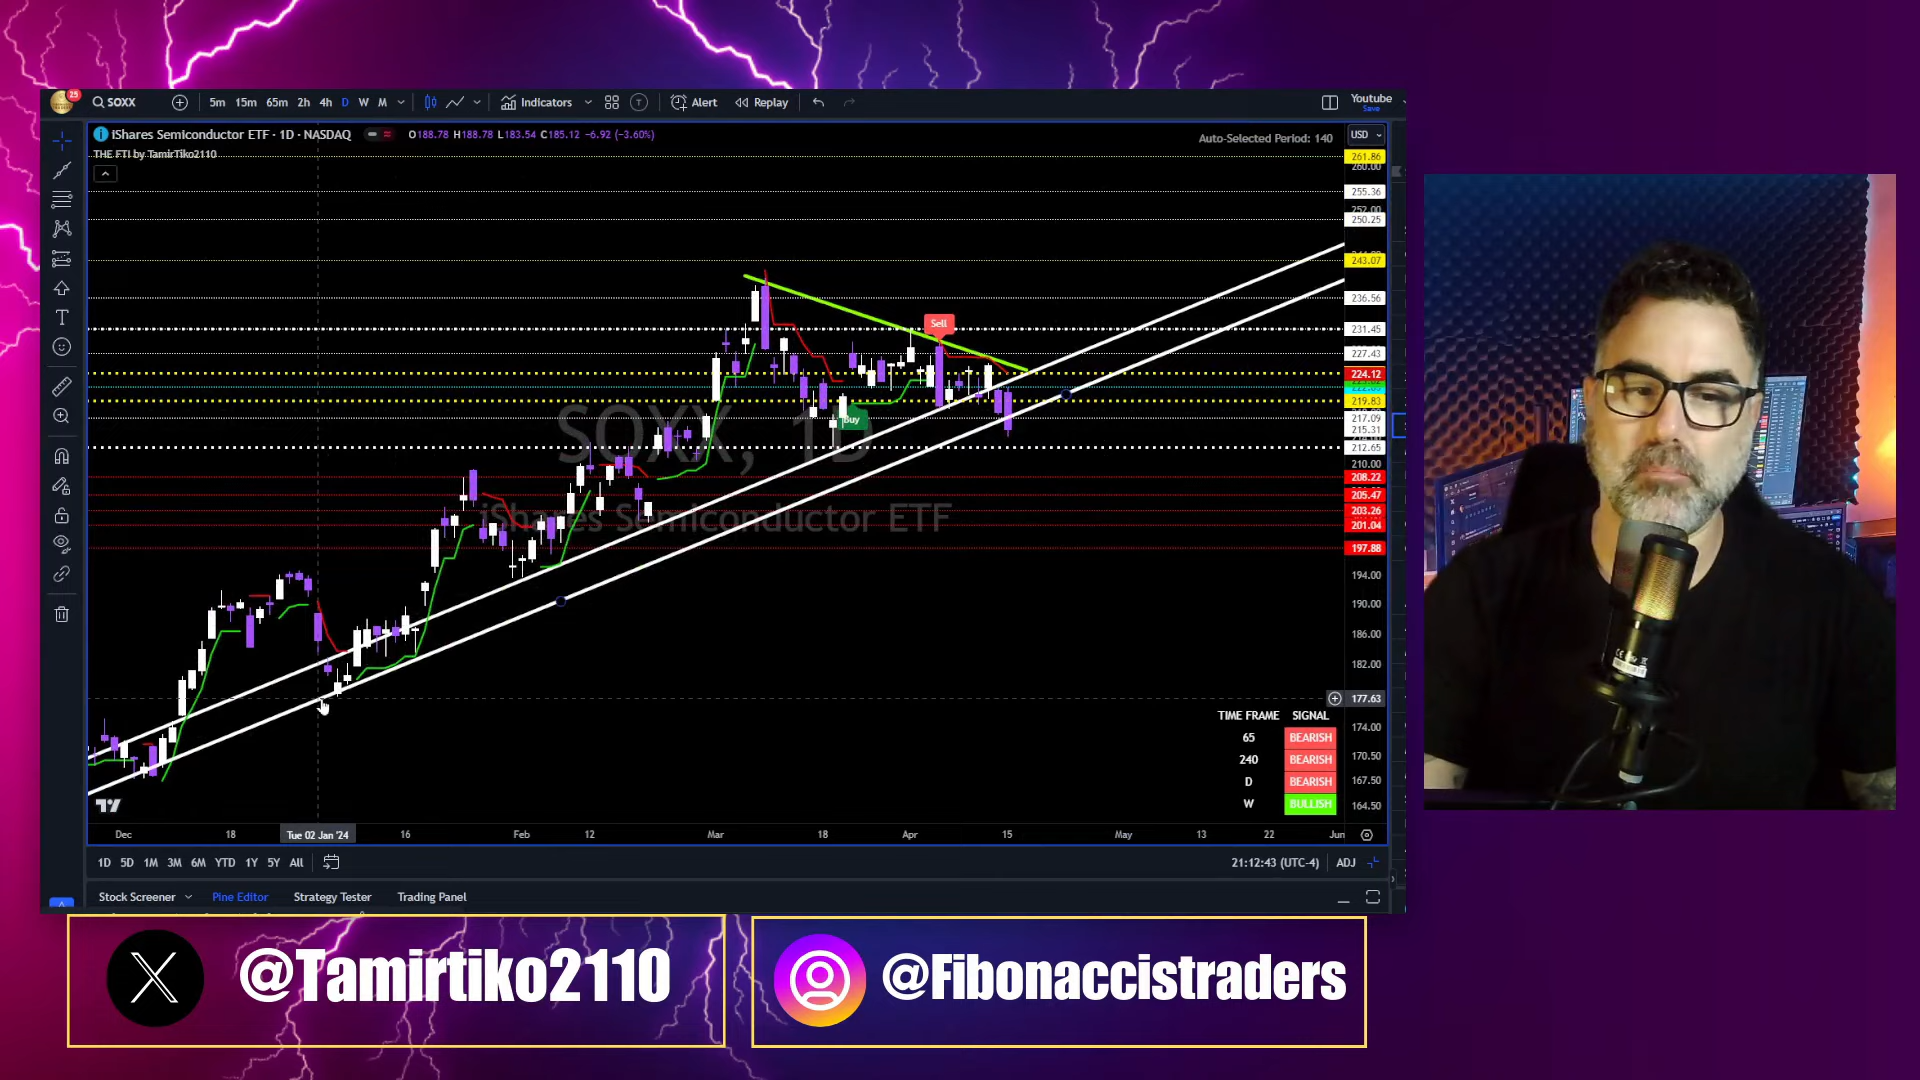 25
SOXX
5m 15m 65m 2h 4h D W M
Indicators
Alert
Replay
Youtube
Save
iShares Semiconductor ETF · 1D · NASDAQ
O188.78 H188.78 L183.54 C185.12 -6.92 (-3.60%)
THE FTI by TamirTiko2110
Auto-Selected Period: 140
USD
261.86
260.00
255.36
252.00
250.25
243.07
236.56
231.45
227.43
224.12
219.83
217.09
215.31
212.65
210.00
208.22
205.47
203.26
201.04
197.88
194.00
190.00
186.00
182.00
177.63
174.00
170.50
167.50
164.50
Sell
Buy
SOXX, 1D
iShares Semiconductor ETF
TIME FRAME SIGNAL
65 BEARISH
240 BEARISH
D BEARISH
W BULLISH
Dec 18 Tue 02 Jan '24 16 Feb 12 Mar 18 Apr 15 May 13 22 Jun
1D 5D 1M 3M 6M YTD 1Y 5Y All
21:12:43 (UTC-4) ADJ
Stock Screener Pine Editor Strategy Tester Trading Panel
@Tamirtiko2110
@Fibonaccistraders